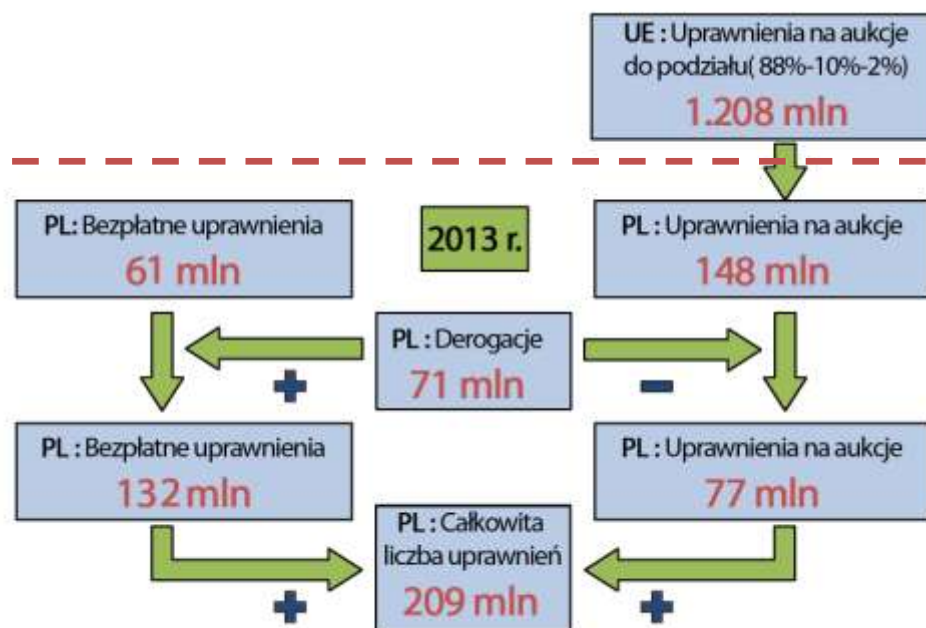 UE : Uprawnienia na aukcje
do podziału( 88%-10%-2%)
1.208 mln
PL: Bezpłatne uprawnienia
61 mln
2013 r.
PL : Uprawnienia na aukcje
148 mln
PL : Derogacje
71 mln
+
-
PL : Bezpłatne uprawnienia
132 mln
PL : Uprawnienia na aukcje
77 mln
PL : Całkowita
liczba uprawnień
209 mln
+
+